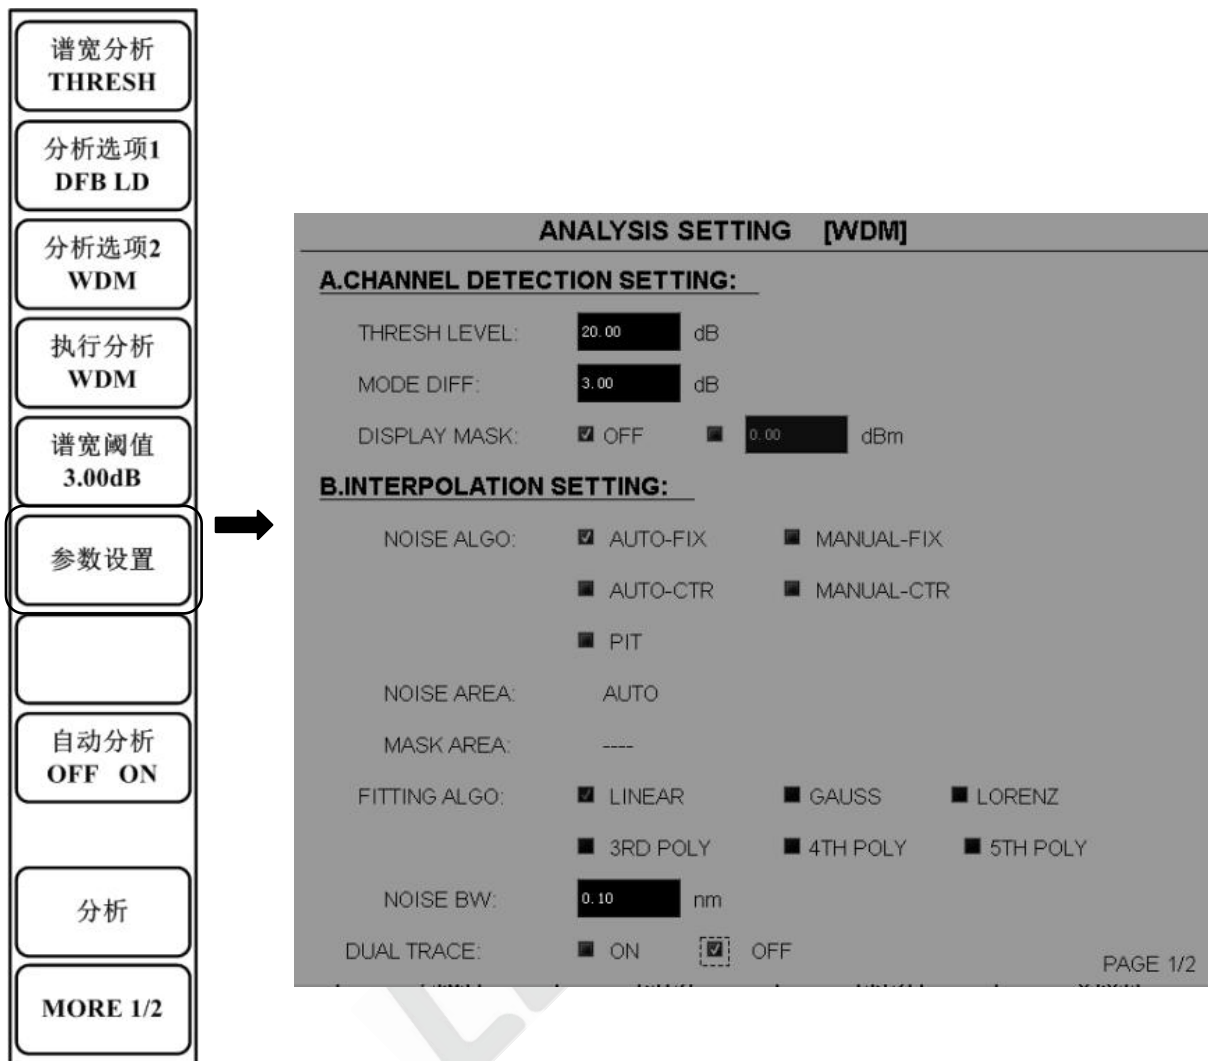 谱宽分析
THRESH
分析选项1
DFB LD
分析选项2
WDM
执行分析
WDM
谱宽阈值
3.00dB
参数设置
自动分析
OFF ON
分析
MORE 1/2
ANALYSIS SETTING [WDM]
A.CHANNEL DETECTION SETTING:
THRESH LEVEL: 20.00 dB
MODE DIFF: 3.00 dB
DISPLAY MASK: OFF 0.00 dBm
B.INTERPOLATION SETTING:
NOISE ALGO: AUTO-FIX MANUAL-FIX
AUTO-CTR MANUAL-CTR
PIT
NOISE AREA: AUTO
MASK AREA: ----
FITTING ALGO: LINEAR GAUSS LORENZ
3RD POLY 4TH POLY 5TH POLY
NOISE BW: 0.10 nm
DUAL TRACE: ON OFF
PAGE 1/2